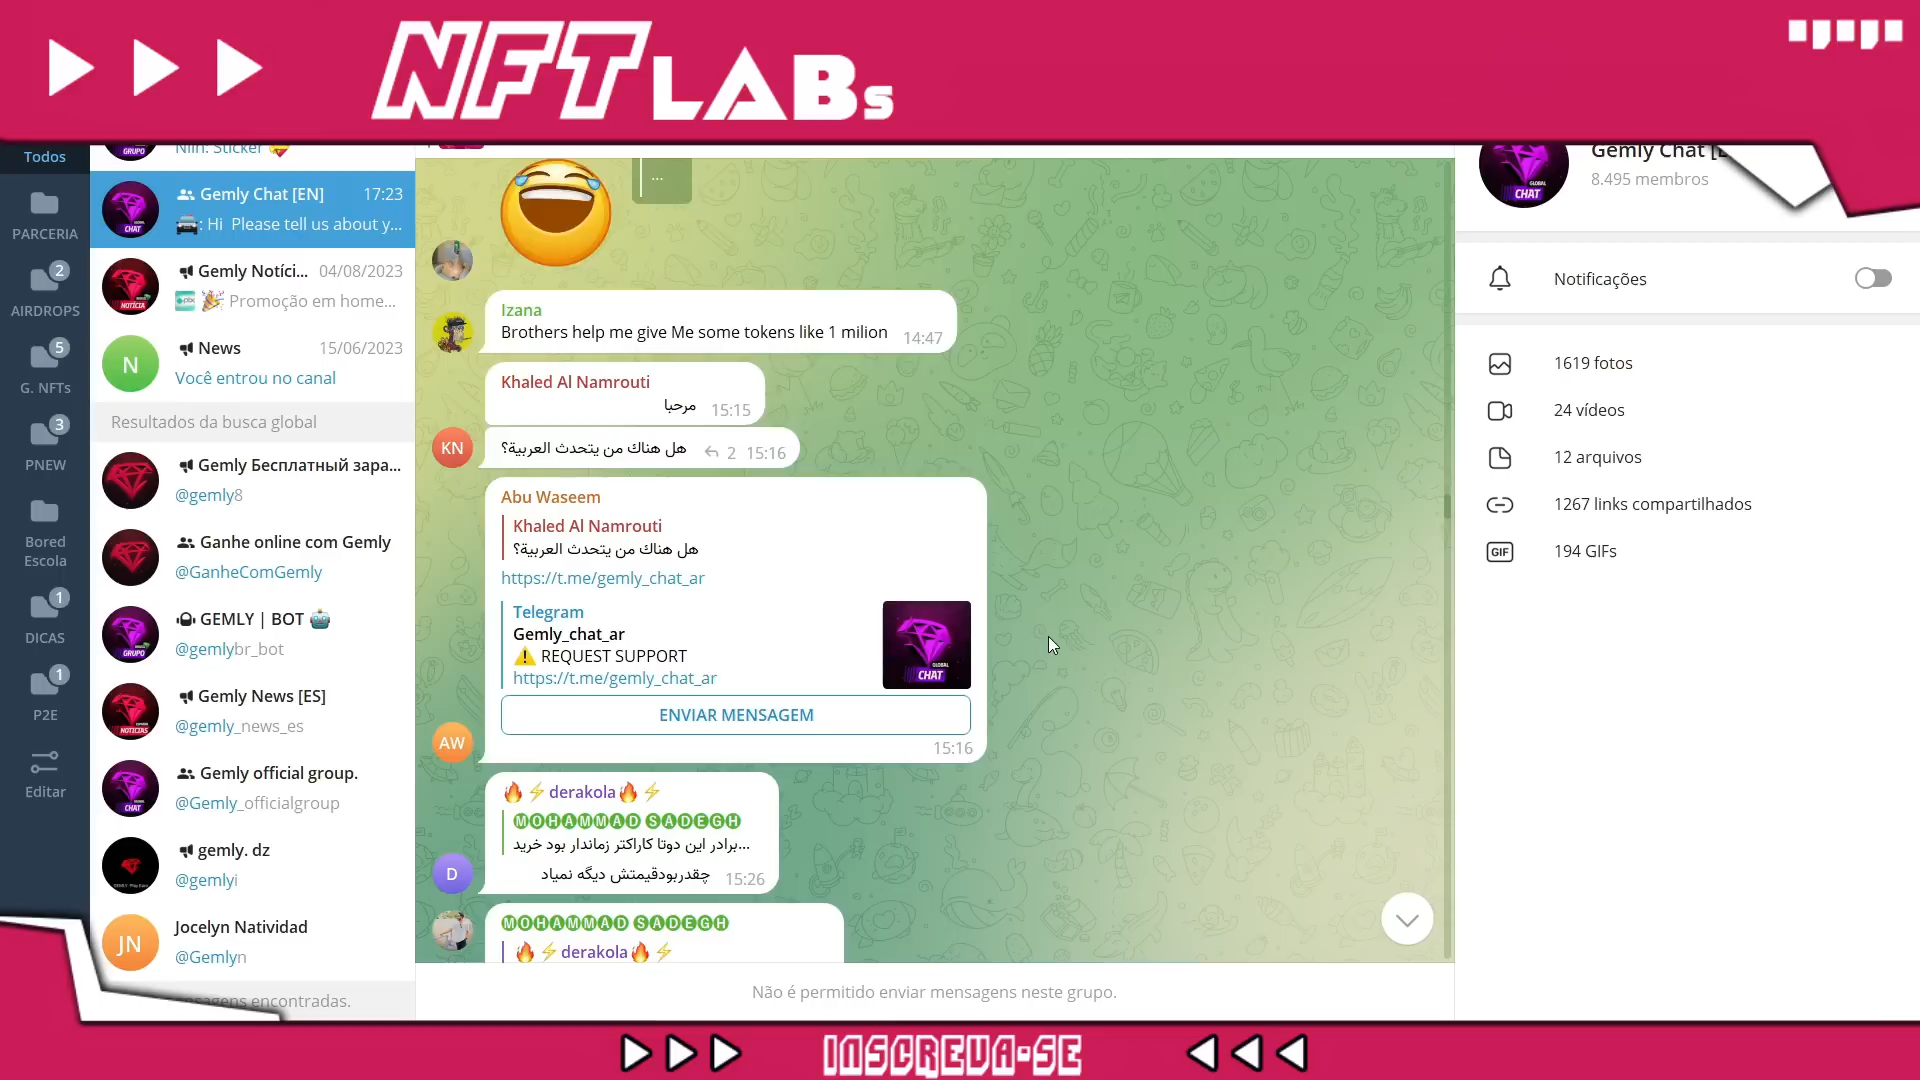 NFT LABs
Todos
PARCERIA
2
AIRDROPS
5
G. NFTs
3
PNEW
Bored
Escola
1
DICAS
1
P2E
Editar
GRUPO
Niin: Sticker
Gemly Chat [EN] 17:23
: Hi Please tell us about y...
Gemly Notíci... 04/08/2023
Promoção em home...
N
News 15/06/2023
Você entrou no canal
Resultados da busca global
Gemly Бесплатный зара...
@gemly8
Ganhe online com Gemly
@GanheComGemly
GEMLY | BOT
@gemlybr_bot
Gemly News [ES]
@gemly_news_es
Gemly official group.
@Gemly_officialgroup
gemly. dz
@gemlyi
JN
Jocelyn Natividad
@Gemlyn
encontradas.
...
Izana
Brothers help me give Me some tokens like 1 milion 14:47
Khaled Al Namrouti
مرحبا 15:15
KN
هل هناك من يتحدث العربية؟ 2 15:16
Abu Waseem
Khaled Al Namrouti
هل هناك من يتحدث العربية؟
https://t.me/gemly_chat_ar
Telegram
Gemly_chat_ar
⚠️ REQUEST SUPPORT
https://t.me/gemly_chat_ar
GLOBAL
CHAT
ENVIAR MENSAGEM
15:16
AW
🔥⚡derakola🔥⚡
🅜🅞🅗🅐🅜🅜🅐🅓 🅢🅐🅓🅔🅖🅗
برادر این دوتا کاراکتر زماندار بود خرید...
چقدربودقیمتش دیگه نمیاد 15:26
D
🅜🅞🅗🅐🅜🅜🅐🅓 🅢🅐🅓🅔🅖🅗
🔥⚡derakola🔥⚡
Não é permitido enviar mensagens neste grupo.
Gemly Chat [E
8.495 membros
GLOBAL
CHAT
Notificações
1619 fotos
24 vídeos
12 arquivos
1267 links compartilhados
GIF 194 GIFs
INSCREVA-SE